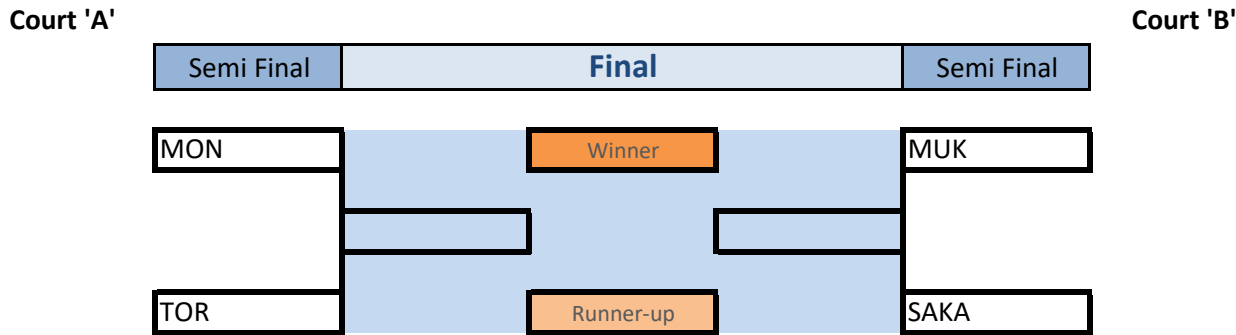 Court 'A' Court 'B'
Semi Final Final Semi Final
MON Winner MUK
TOR Runner-up SAKA